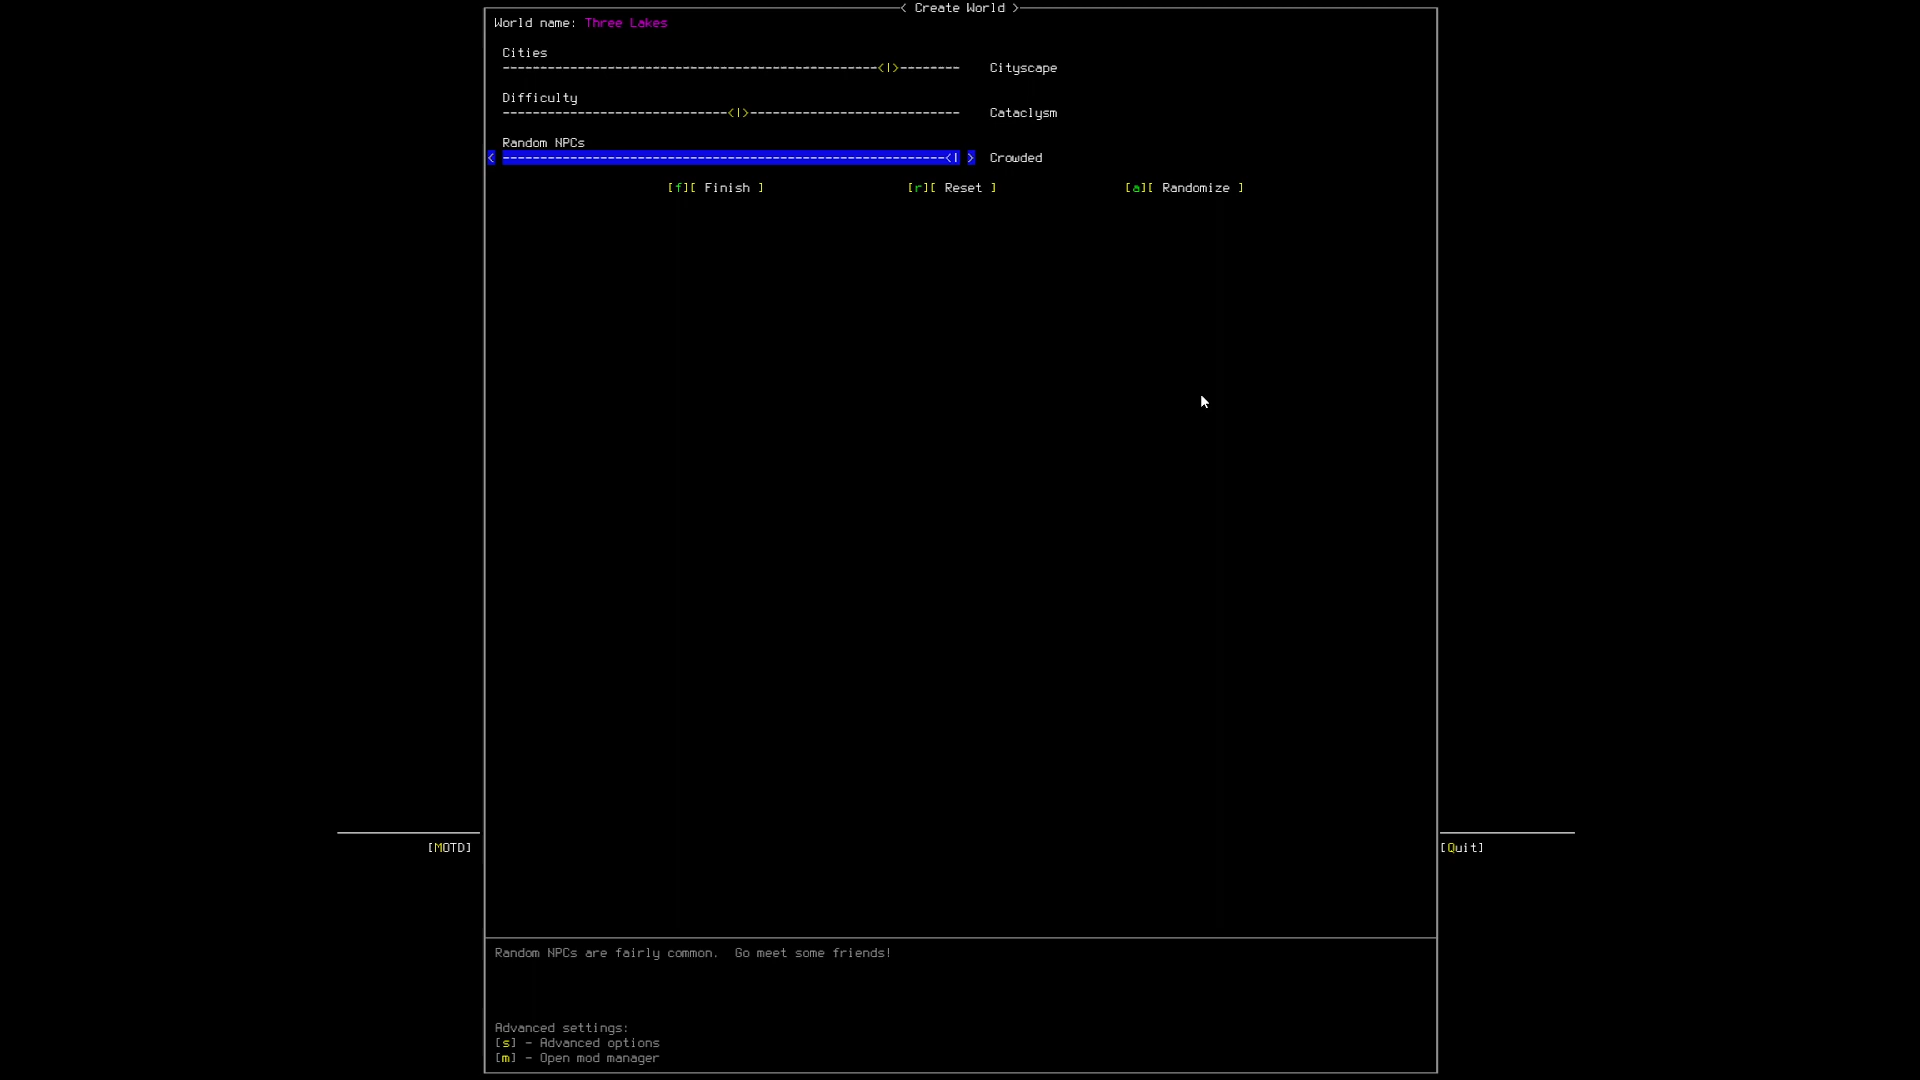 < Create World >
World name: Three Lakes
Cities
--------------------------------------------------<|>-------- Cityscape
Difficulty
------------------------------<|>---------------------------- Cataclysm
Random NPCs
< -----------------------------------------------------------<| > Crowded
[f][ Finish ] [r][ Reset ] [a][ Randomize ]
[MOTD] [Quit]
Random NPCs are fairly common.  Go meet some friends!
Advanced settings:
[s] - Advanced options
[m] - Open mod manager